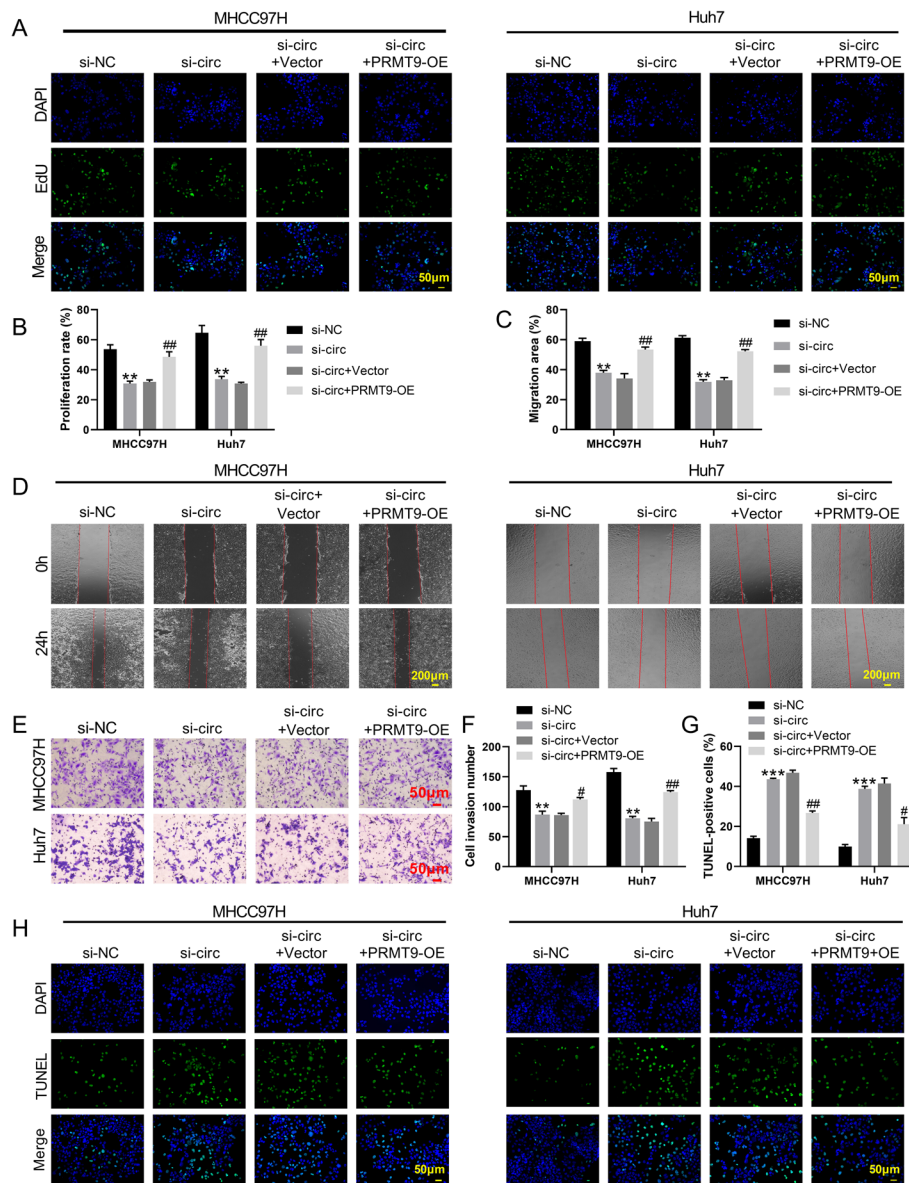 A
MHCC97H
Huh7
si-NC
si-circ
si-circ
+Vector
si-circ
+PRMT9-OE
si-NC
si-circ
si-circ
+Vector
si-circ
+PRMT9-OE
DAPI
EdU
Merge
50μm
50μm
B
Proliferation rate (%)
80
60
40
20
0
**
##
**
##
MHCC97H
Huh7
si-NC
si-circ
si-circ+Vector
si-circ+PRMT9-OE
C
Migration area (%)
80
60
40
20
0
**
##
**
##
MHCC97H
Huh7
si-NC
si-circ
si-circ+Vector
si-circ+PRMT9-OE
D
MHCC97H
Huh7
si-NC
si-circ
si-circ+
Vector
si-circ
+PRMT9-OE
si-NC
si-circ
si-circ
+Vector
si-circ
+PRMT9-OE
0h
24h
200μm
200μm
E
si-NC
si-circ
si-circ
+Vector
si-circ
+PRMT9-OE
MHCC97H
Huh7
50μm
50μm
F
si-NC
si-circ
si-circ+Vector
si-circ+PRMT9-OE
Cell invasion number
200
150
100
50
0
**
#
**
##
MHCC97H
Huh7
G
si-NC
si-circ
si-circ+Vector
si-circ+PRMT9-OE
TUNEL-positive cells (%)
60
40
20
0
***
##
***
#
MHCC97H
Huh7
H
MHCC97H
Huh7
si-NC
si-circ
si-circ
+Vector
si-circ
+PRMT9-OE
si-NC
si-circ
si-circ
+Vector
si-circ
+PRMT9+OE
DAPI
TUNEL
Merge
50μm
50μm